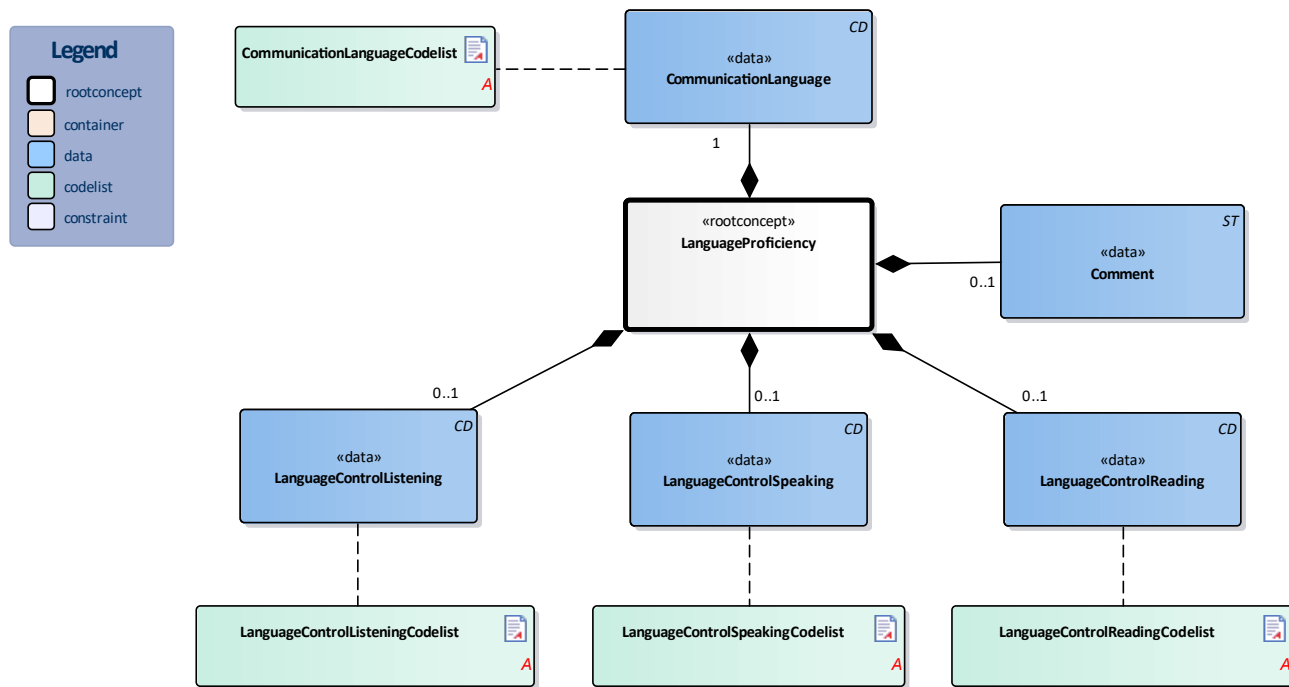 Legend
rootconcept
container
data
codelist
constraint
CommunicationLanguageCodelist
A
CD
«data»
CommunicationLanguage
1
«rootconcept»
LanguageProficiency
ST
«data»
Comment
0..1
0..1
0..1
0..1
CD
«data»
LanguageControlListening
CD
«data»
LanguageControlSpeaking
CD
«data»
LanguageControlReading
LanguageControlListeningCodelist
A
LanguageControlSpeakingCodelist
A
LanguageControlReadingCodelist
A